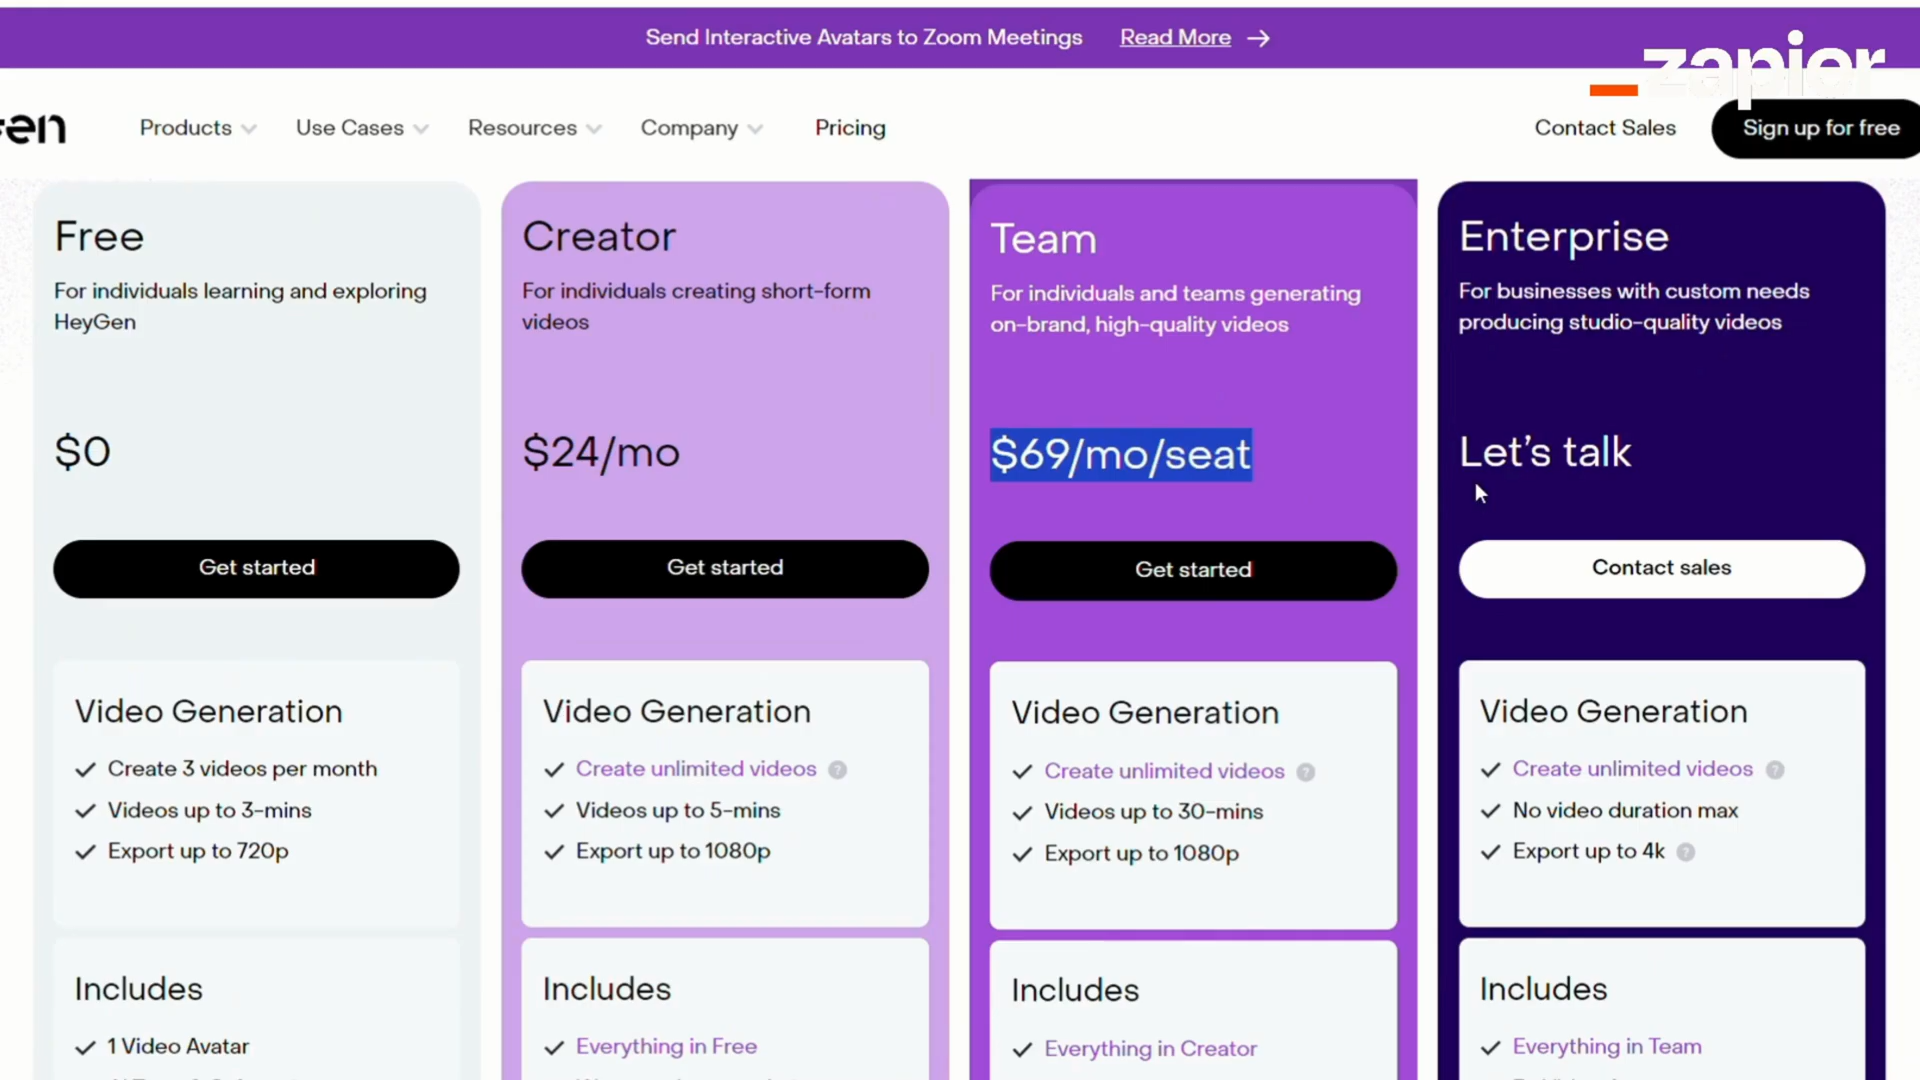 Send Interactive Avatars to Zoom Meetings Read More
zapier
Products Use Cases Resources Company Pricing Contact Sales Sign up for free
Free
For individuals learning and exploring
HeyGen
$0
Get started
Video Generation
Create 3 videos per month
Videos up to 3-mins
Export up to 720p
Includes
1 Video Avatar
Creator
For individuals creating short-form
videos
$24/mo
Get started
Video Generation
Create unlimited videos ?
Videos up to 5-mins
Export up to 1080p
Includes
Everything in Free
Team
For individuals and teams generating
on-brand, high-quality videos
$69/mo/seat
Get started
Video Generation
Create unlimited videos ?
Videos up to 30-mins
Export up to 1080p
Includes
Everything in Creator
Enterprise
For businesses with custom needs
producing studio-quality videos
Let's talk
Contact sales
Video Generation
Create unlimited videos ?
No video duration max
Export up to 4k ?
Includes
Everything in Team